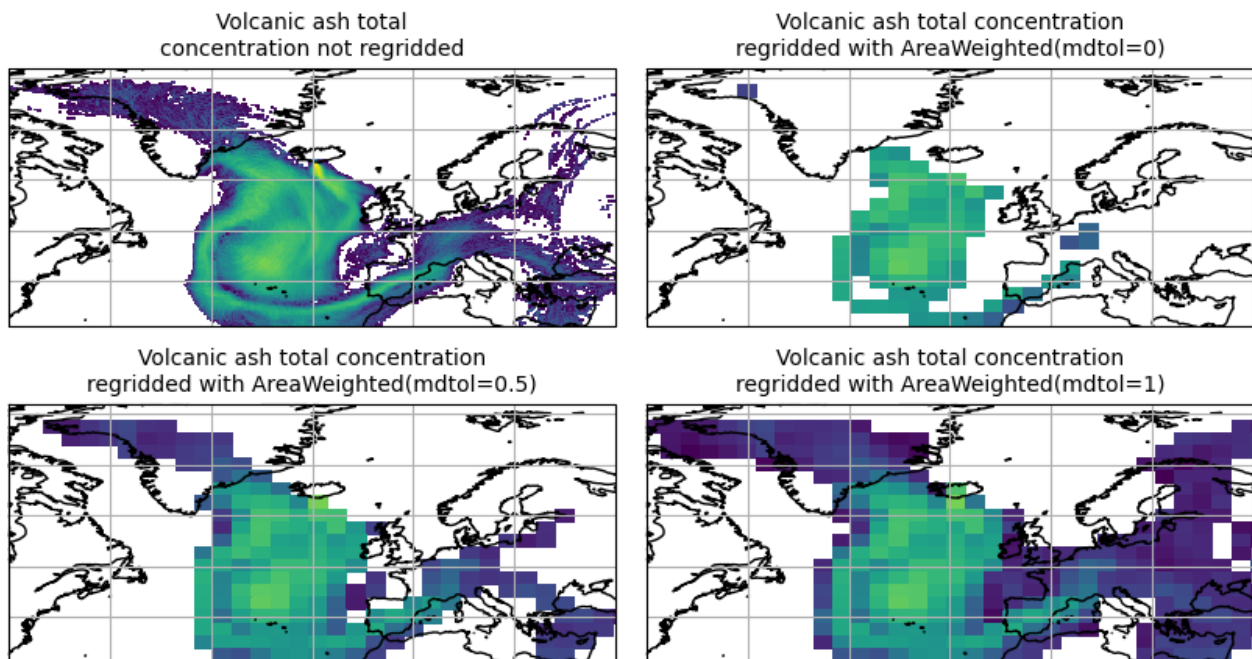 Volcanic ash total
concentration not regridded
Volcanic ash total concentration
regridded with AreaWeighted(mdtol=0)
Volcanic ash total concentration
regridded with AreaWeighted(mdtol=0.5)
Volcanic ash total concentration
regridded with AreaWeighted(mdtol=1)